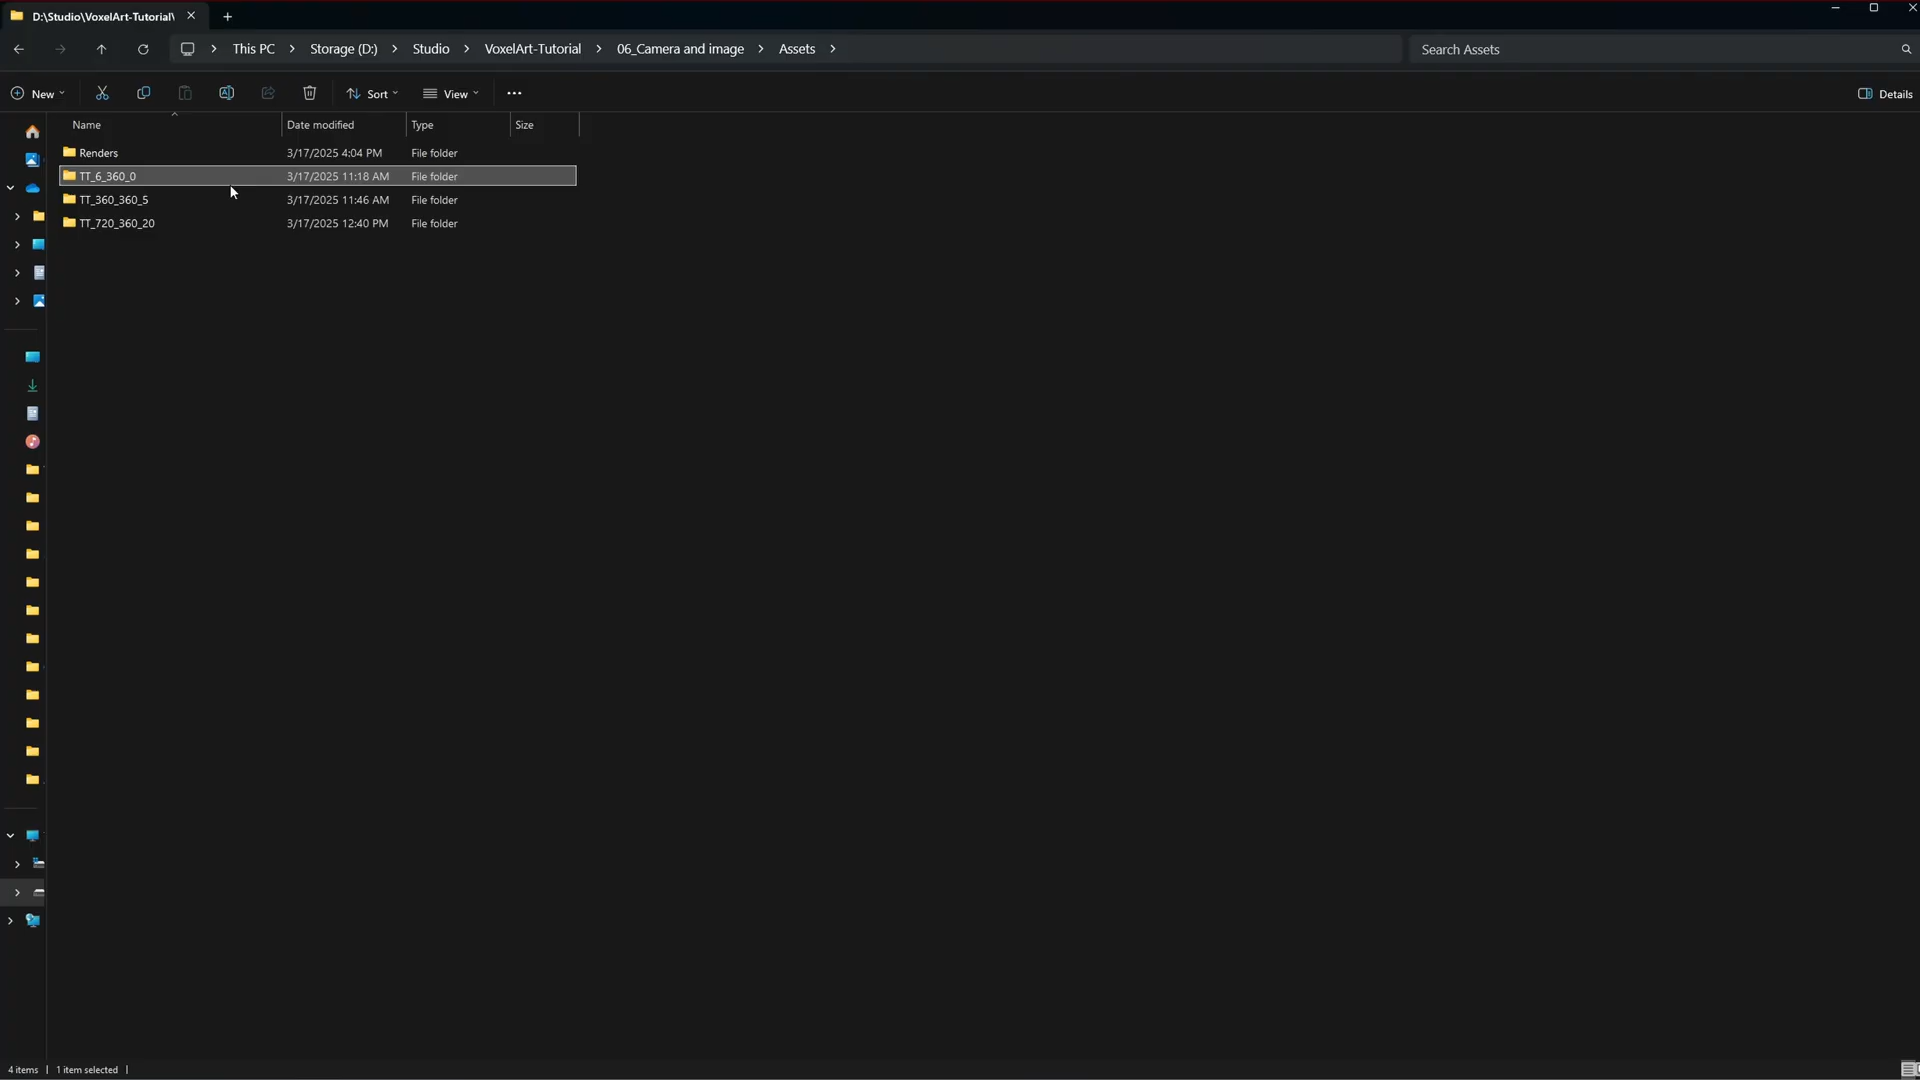 D:\Studio\VoxelArt-Tutorial\
This PC Storage (D:) Studio VoxelArt-Tutorial 06_Camera and image Assets
Search Assets
New Sort View Details
Name Date modified Type Size
Renders 3/17/2025 4:04 PM File folder
TT_6_360_0 3/17/2025 11:18 AM File folder
TT_360_360_5 3/17/2025 11:46 AM File folder
TT_720_360_20 3/17/2025 12:40 PM File folder
4 items 1 item selected